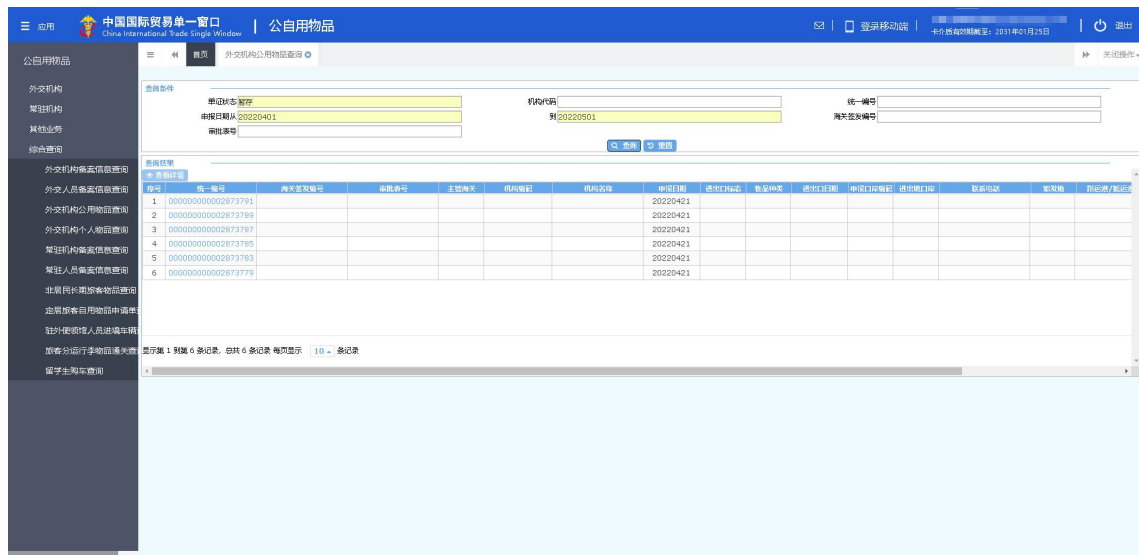 应用
中国国际贸易单一窗口 | 公自用物品
China International Trade Single Window
登录移动端
卡介质有效期截至：2031年01月25日
退出
公自用物品
首页 外交机构公用物品查询
关闭操作
外交机构
常驻机构
其他业务
综合查询
外交机构备案信息查询
外交人员备案信息查询
外交机构公用物品查询
外交机构个人物品查询
常驻机构备案信息查询
常驻人员备案信息查询
非居民长期旅客物品查询
定居旅客自用物品申请单
驻外使领馆人员进境车辆
旅客分运行李物品通关查
留学生购车查询
查询条件
单证状态 暂存 机构代码 统一编号
申报日期从 20220401 到 20220501 海关签发编号
审批表号
查询 重置
查询结果
查看详情
序号 统一编号 海关签发编号 审批表号 主管海关 机构编码 机构名称 申报日期 进出口标志 物品种类 进出口日期 申报口岸编码 进出境口岸 联系电话 始发地
1 000000000002873791 20220421
2 000000000002873789 20220421
3 000000000002873787 20220421
4 000000000002873785 20220421
5 000000000002873783 20220421
6 000000000002873779 20220421
显示第 1 到第 6 条记录，总共 6 条记录 每页显示 10 条记录